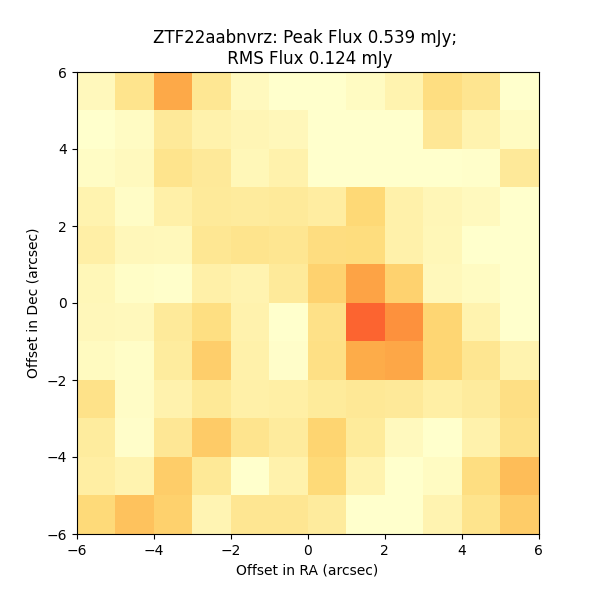 ZTF22aabnvrz: Peak Flux 0.539 mJy;
RMS Flux 0.124 mJy
6
4
2
0
−2
−4
−6
Offset in Dec (arcsec)
−6 −4 −2 0 2 4 6
Offset in RA (arcsec)